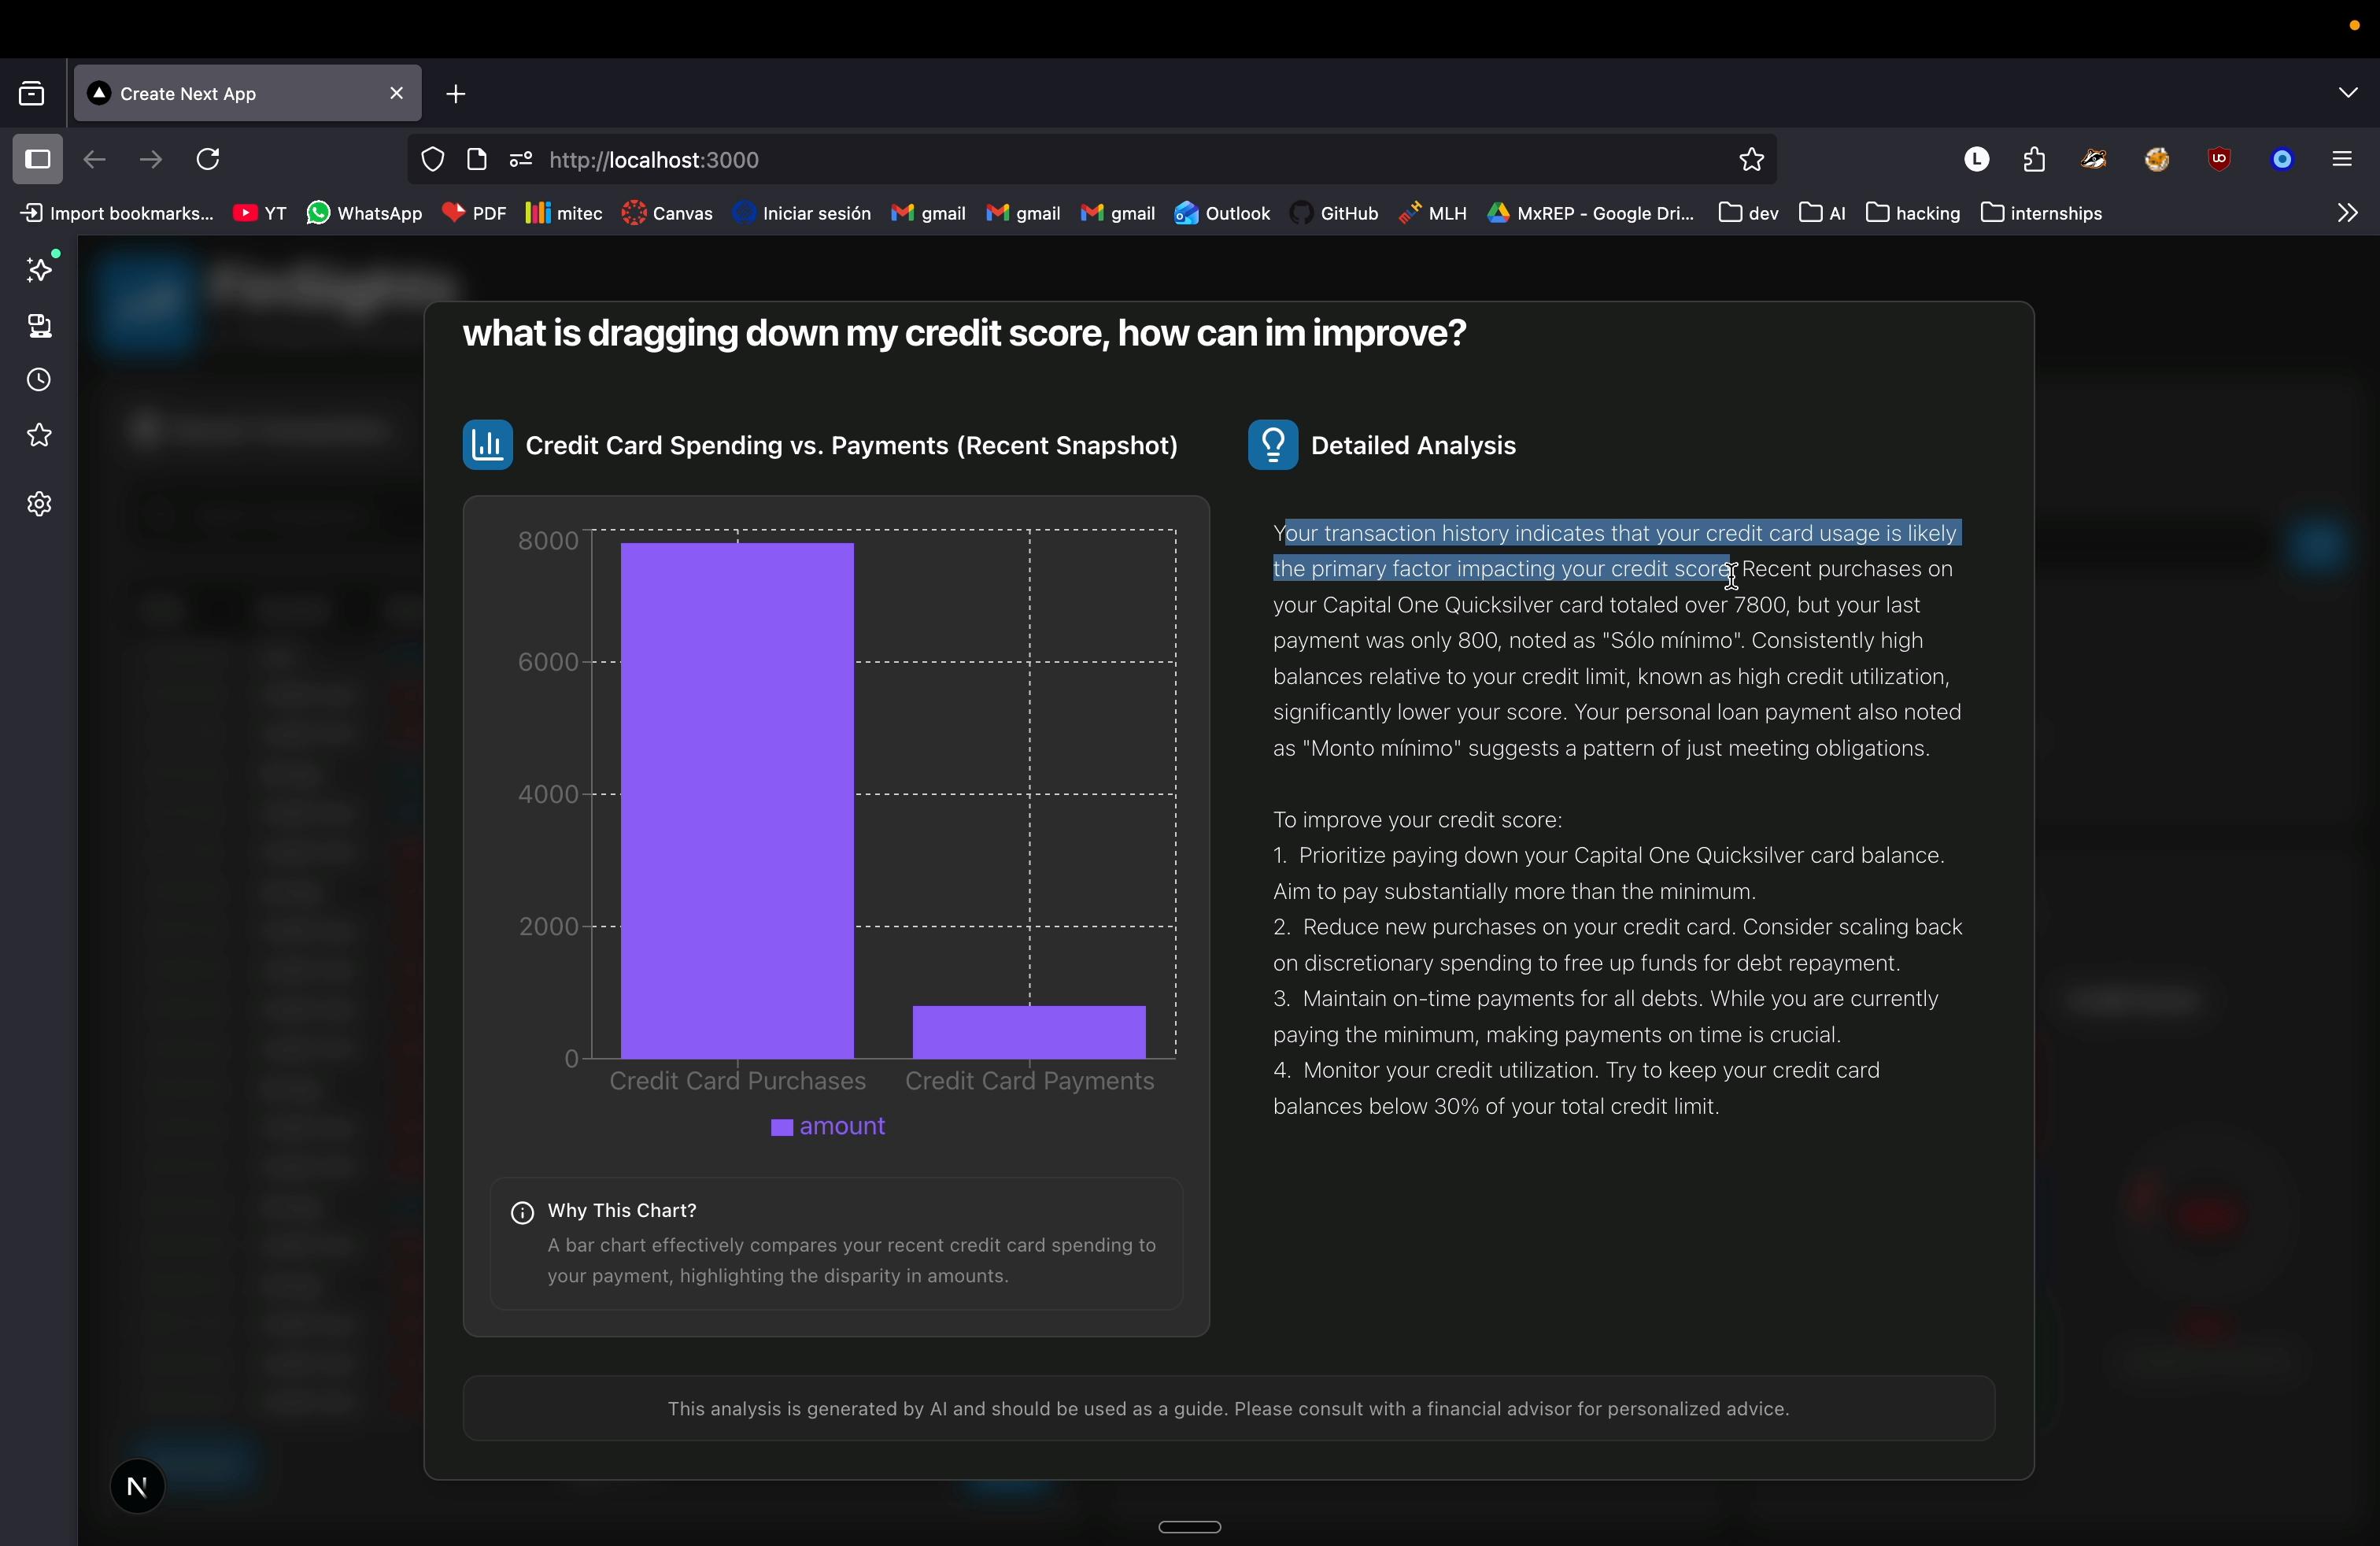 Create Next App
http://localhost:3000
L
Import bookmarks...
YT
WhatsApp
PDF
mitec
Canvas
Iniciar sesión
gmail
gmail
gmail
Outlook
GitHub
MLH
MxREP - Google Dri...
dev
AI
hacking
internships
what is dragging down my credit score, how can im improve?
Credit Card Spending vs. Payments (Recent Snapshot)
8000
6000
4000
2000
0
Credit Card Purchases
Credit Card Payments
amount
Why This Chart?
A bar chart effectively compares your recent credit card spending to
your payment, highlighting the disparity in amounts.
Detailed Analysis
Your transaction history indicates that your credit card usage is likely
the primary factor impacting your credit score. Recent purchases on
your Capital One Quicksilver card totaled over 7800, but your last
payment was only 800, noted as "Sólo mínimo". Consistently high
balances relative to your credit limit, known as high credit utilization,
significantly lower your score. Your personal loan payment also noted
as "Monto mínimo" suggests a pattern of just meeting obligations.
To improve your credit score:
1. Prioritize paying down your Capital One Quicksilver card balance.
Aim to pay substantially more than the minimum.
2. Reduce new purchases on your credit card. Consider scaling back
on discretionary spending to free up funds for debt repayment.
3. Maintain on-time payments for all debts. While you are currently
paying the minimum, making payments on time is crucial.
4. Monitor your credit utilization. Try to keep your credit card
balances below 30% of your total credit limit.
This analysis is generated by AI and should be used as a guide. Please consult with a financial advisor for personalized advice.
N